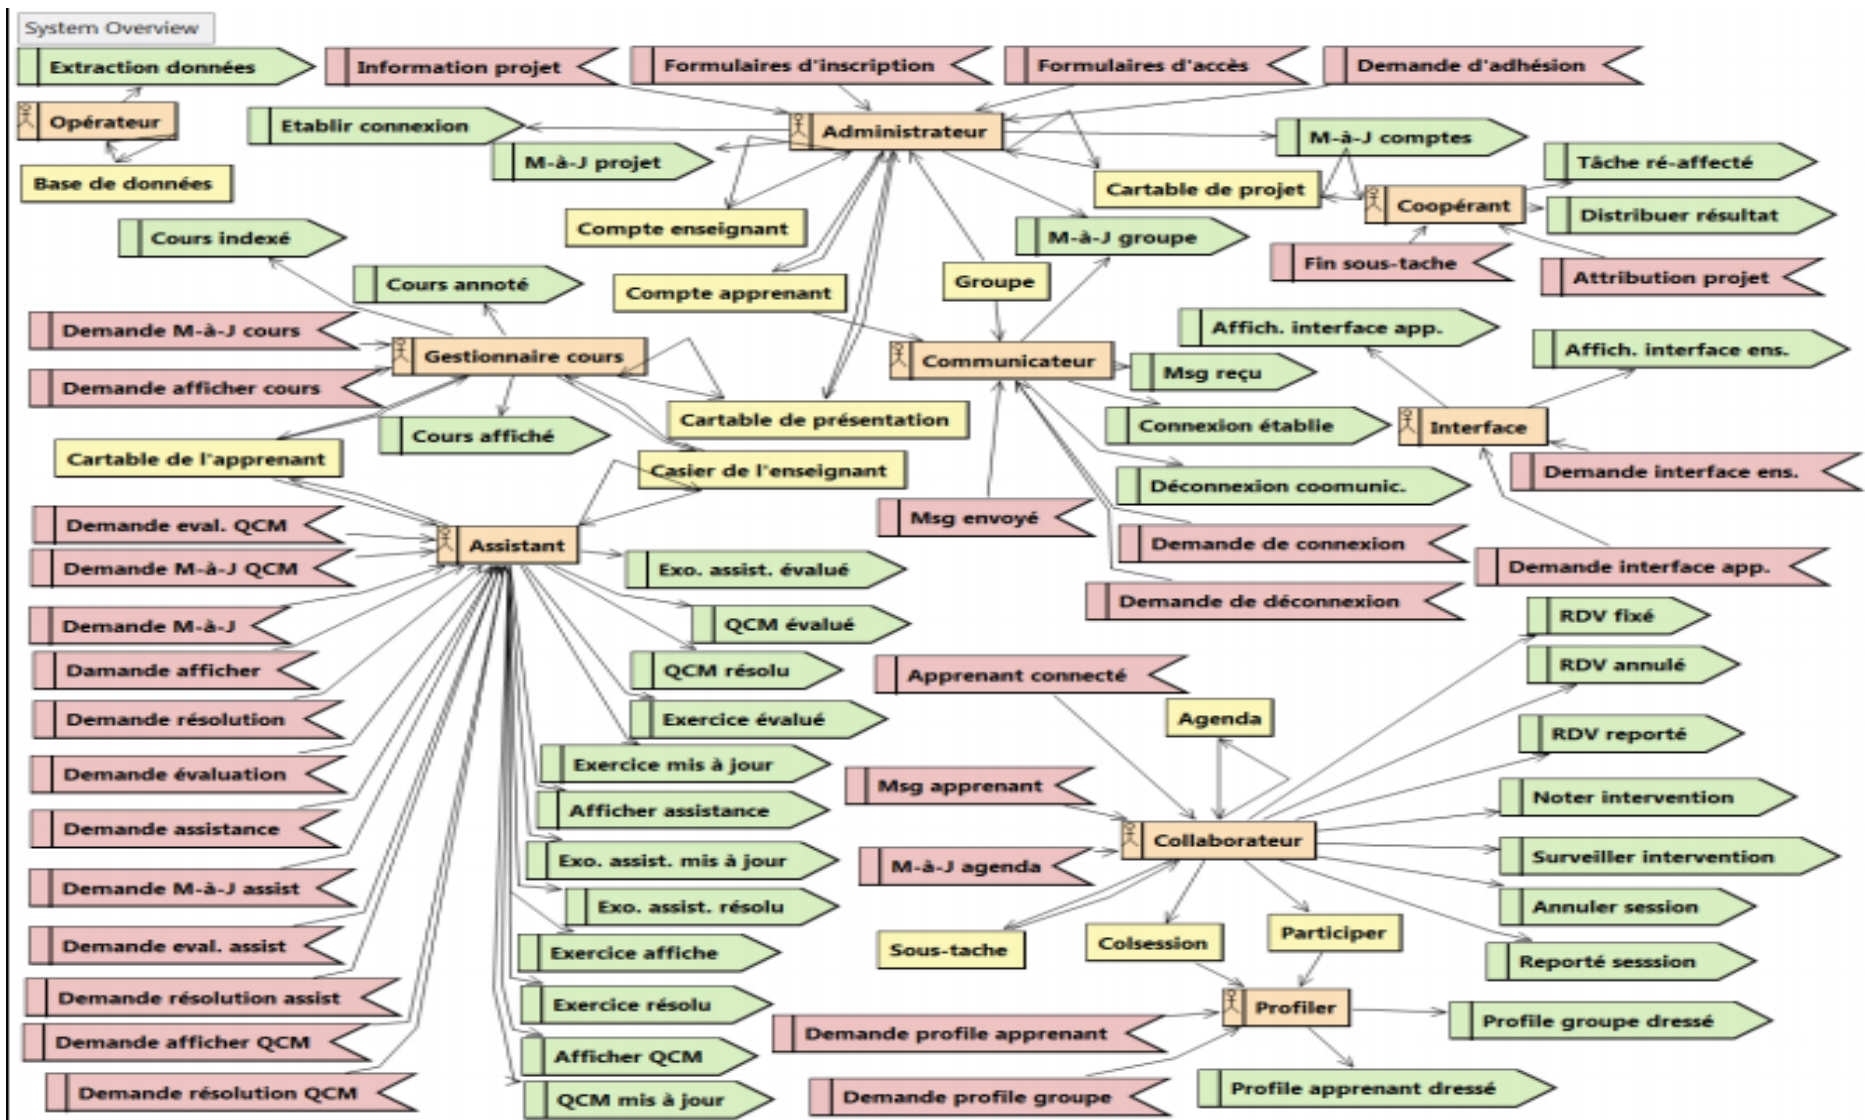 System Overview
Extraction données
Information projet
Formulaires d'inscription
Formulaires d'accès
Demande d'adhésion
Opérateur
Etablir connexion
Administrateur
M-à-J comptes
Tâche ré-affecté
Base de données
M-à-J projet
Cartable de projet
Coopérant
Distribuer résultat
Compte enseignant
Cours indexé
M-à-J groupe
Fin sous-tache
Attribution projet
Cours annoté
Compte apprenant
Groupe
Demande M-à-J cours
Gestionnaire cours
Communicateur
Affich. interface app.
Affich. interface ens.
Demande afficher cours
Msg reçu
Cartable de présentation
Connexion établie
Interface
Cours affiché
Cartable de l'apprenant
Casier de l'enseignant
Demande interface ens.
Déconnexion coomunic.
Demande eval. QCM
Assistant
Msg envoyé
Demande de connexion
Demande M-à-J QCM
Exo. assist. évalué
Demande interface app.
Demande de déconnexion
Demande M-à-J
QCM évalué
RDV fixé
Damande afficher
QCM résolu
Apprenant connecté
RDV annulé
Demande résolution
Exercice évalué
Agenda
RDV reporté
Demande évaluation
Exercice mis à jour
Msg apprenant
Noter intervention
Demande assistance
Afficher assistance
Collaborateur
Exo. assist. mis à jour
M-à-J agenda
Surveiller intervention
Demande M-à-J assist
Exo. assist. résolu
Annuler session
Demande eval. assist
Exercice affiche
Sous-tache
Colsession
Participer
Reporté sesssion
Demande résolution assist
Exercice résolu
Profiler
Demande profile apprenant
Profile groupe dressé
Demande afficher QCM
Afficher QCM
Demande résolution QCM
QCM mis à jour
Demande profile groupe
Profile apprenant dressé